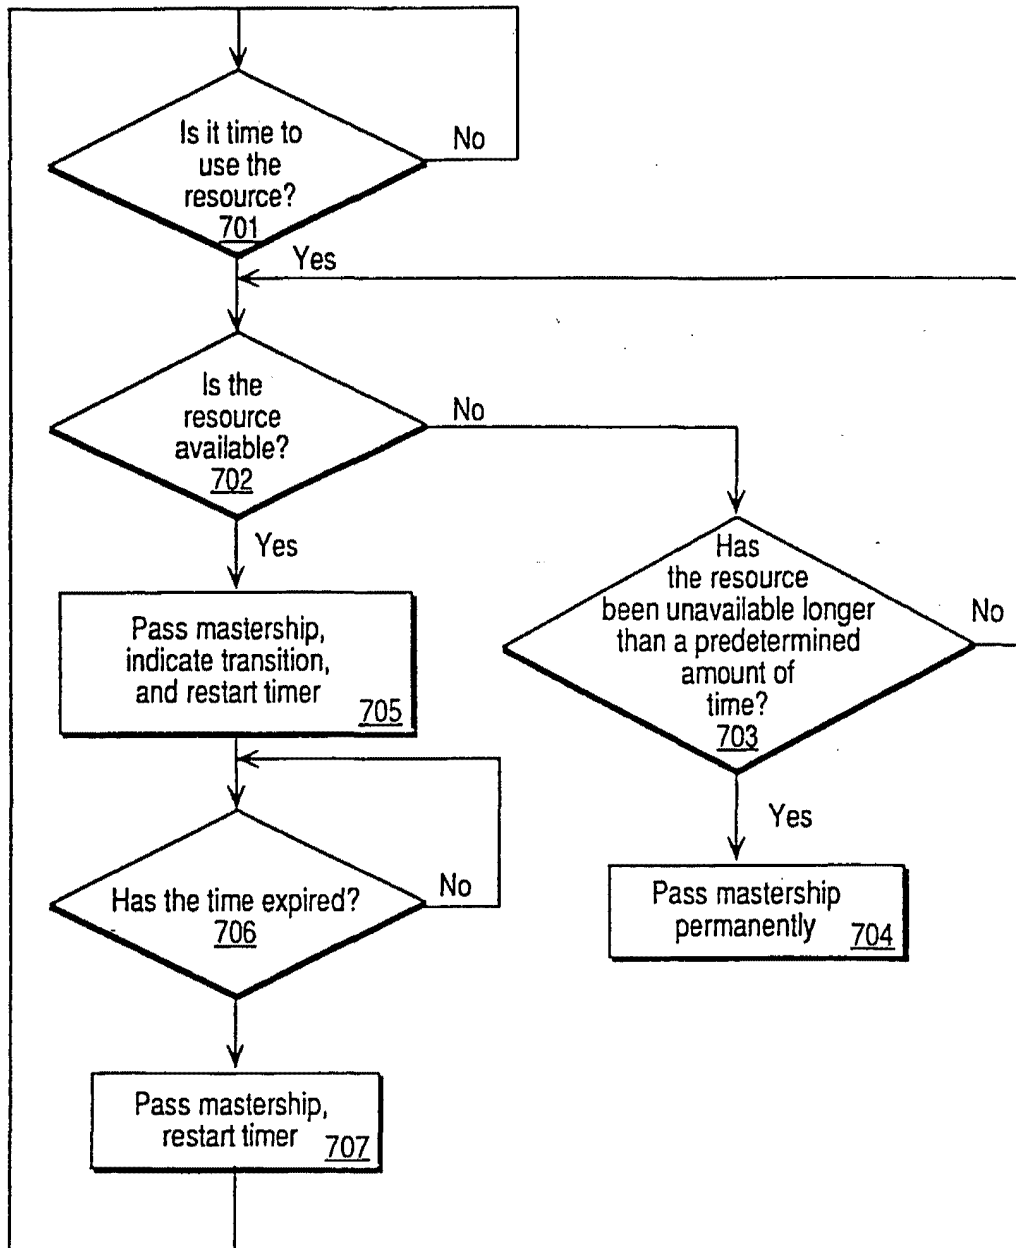 Is it time to
use the
resource?
701
No
Yes
Is the
resource
available?
702
No
Yes
Has
the resource
been unavailable longer
than a predetermined
amount of
time?
703
No
Yes
Pass mastership,
indicate transition,
and restart timer
705
Has the time expired?
706
No
Pass mastership
permanently
704
Pass mastership,
restart timer
707